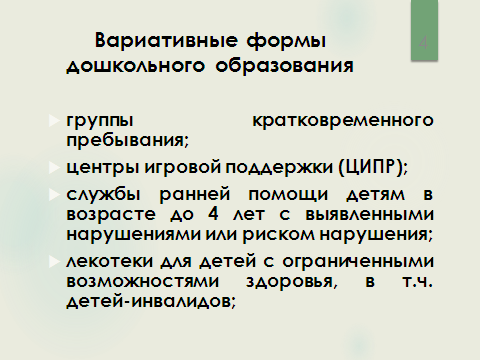 Вариативные формы
дошкольного образования
4
группы кратковременного
пребывания;
центры игровой поддержки (ЦИПР);
службы ранней помощи детям в
возрасте до 4 лет с выявленными
нарушениями или риском нарушения;
лекотеки для детей с ограниченными
возможностями здоровья, в т.ч.
детей-инвалидов;